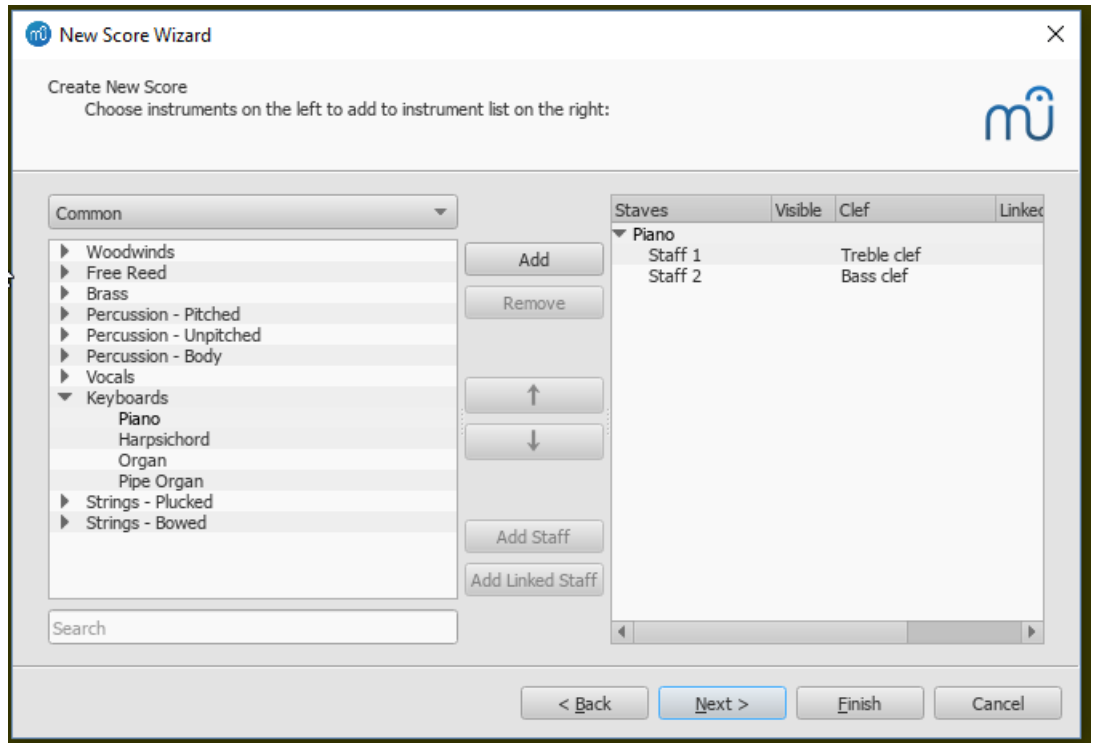 New Score Wizard
Create New Score
Choose instruments on the left to add to instrument list on the right:
Common
Woodwinds
Free Reed
Brass
Percussion - Pitched
Percussion - Unpitched
Percussion - Body
Vocals
Keyboards
Piano
Harpsichord
Organ
Pipe Organ
Strings - Plucked
Strings - Bowed
Search
Add
Remove
Add Staff
Add Linked Staff
Staves Visible Clef Linked
Piano
Staff 1 Treble clef
Staff 2 Bass clef
< Back Next > Finish Cancel